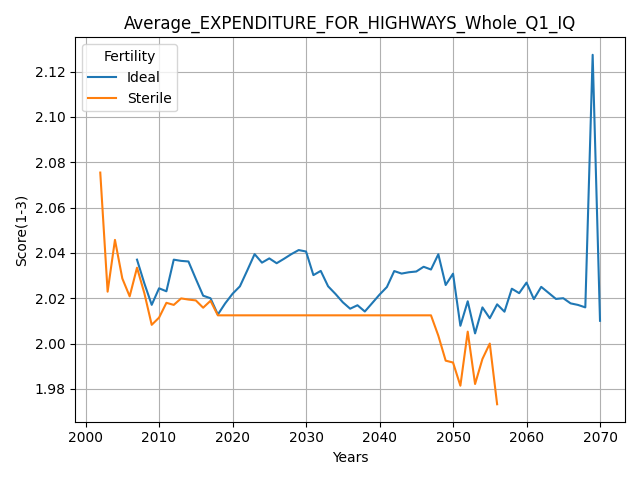 Average_EXPENDITURE_FOR_HIGHWAYS_Whole_Q1_IQ
Fertility
Ideal
Sterile
Score(1-3)
2.12
2.10
2.08
2.06
2.04
2.02
2.00
1.98
2000 2010 2020 2030 2040 2050 2060 2070
Years